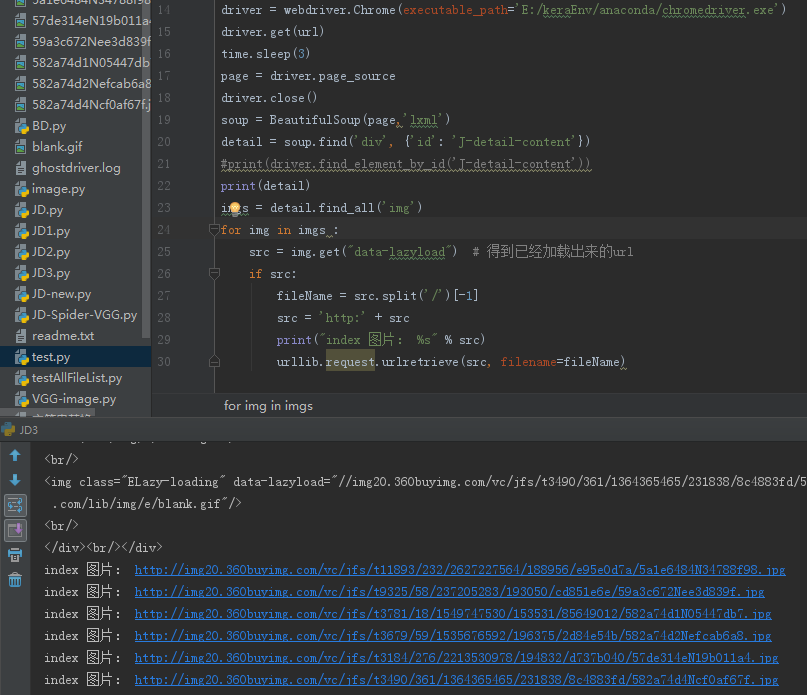 57de314eN19b011a4
59a3c672Nee3d839f
582a74d1N05447db
582a74d2Nefcab6a8
582a74d4Ncf0af67f.j
BD.py
blank.gif
ghostdriver.log
image.py
JD.py
JD1.py
JD2.py
JD3.py
JD-new.py
JD-Spider-VGG.py
readme.txt
test.py
testAllFileList.py
VGG-image.py
14 driver = webdriver.Chrome(executable_path='E:/keraEnv/anaconda/chromedriver.exe')
15 driver.get(url)
16 time.sleep(3)
17 page = driver.page_source
18 driver.close()
19 soup = BeautifulSoup(page,'lxml')
20 detail = soup.find('div', {'id': 'J-detail-content'})
21 #print(driver.find_element_by_id('J-detail-content'))
22 print(detail)
23 imgs = detail.find_all('img')
24 for img in imgs :
25 src = img.get("data-lazyload") # 得到已经加载出来的url
26 if src:
27 fileName = src.split('/')[-1]
28 src = 'http:' + src
29 print("index 图片： %s" % src)
30 urllib.request.urlretrieve(src, filename=fileName)
for img in imgs
JD3
<br/>
<img class="ELazy-loading" data-lazyload="//img20.360buyimg.com/vc/jfs/t3490/361/1364365465/231838/8c4883fd/5
.com/lib/img/e/blank.gif"/>
<br/>
</div><br/></div>
index 图片： http://img20.360buyimg.com/vc/jfs/t11893/232/2627227564/188956/e95e0d7a/5a1e6484N34788f98.jpg
index 图片： http://img20.360buyimg.com/vc/jfs/t9325/58/237205283/193050/cd851e6e/59a3c672Nee3d839f.jpg
index 图片： http://img20.360buyimg.com/vc/jfs/t3781/18/1549747530/153531/85649012/582a74d1N05447db7.jpg
index 图片： http://img20.360buyimg.com/vc/jfs/t3679/59/1535676592/196375/2d84e54b/582a74d2Nefcab6a8.jpg
index 图片： http://img20.360buyimg.com/vc/jfs/t3184/276/2213530978/194832/d737b040/57de314eN19b011a4.jpg
index 图片： http://img20.360buyimg.com/vc/jfs/t3490/361/1364365465/231838/8c4883fd/582a74d4Ncf0af67f.jpg